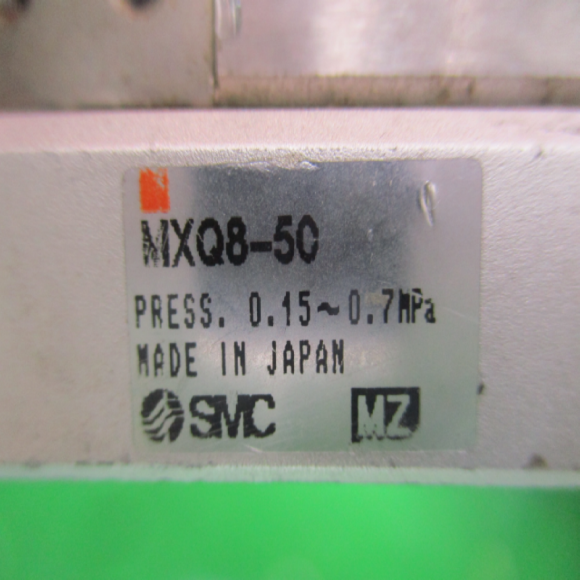 MXQ8-50
PRESS. 0.15~0.7MPa
MADE IN JAPAN
SMC MZ